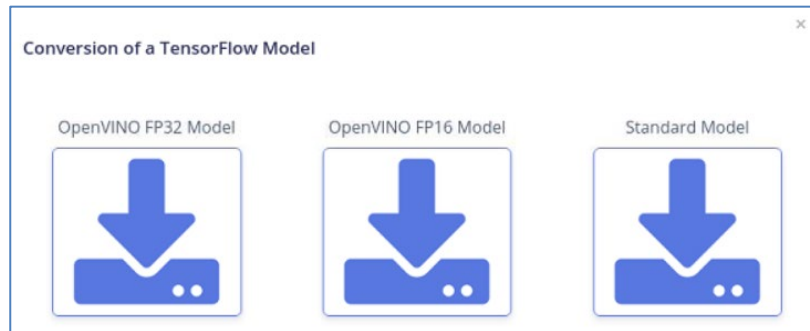 Conversion of a TensorFlow Model
OpenVINO FP32 Model
OpenVINO FP16 Model
Standard Model